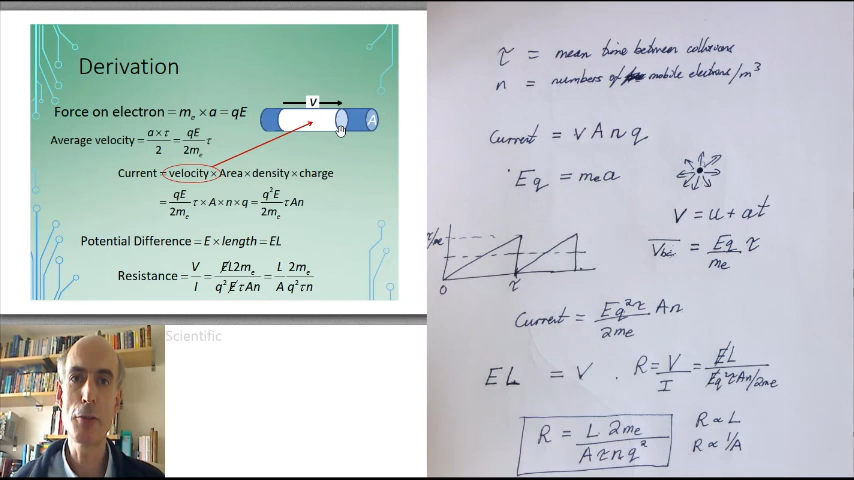 Derivation
V
Force on electron = mₑ × a = qE
A
Average velocity = a×τ/2 = qE/2mₑ τ
Current = velocity × Area × density × charge
= qE/2mₑ τ × A × n × q = q²E/2mₑ τAn
Potential Difference = E × length = EL
Resistance = V/I = EL2mₑ/q²EτAn = L/A 2mₑ/q²τn
Scientific
τ = mean time between collisions
n = numbers of mobile electrons/m³
Current = v A n q
Eq = mₑa
V = u + at
= Eq/mₑ τ
0 τ
Current = Eq²τ/2mₑ An
EL = V . R = V/I = EL/Eq²τAn/2mₑ
R = L 2mₑ/Aτnq²
R ∝ L
R ∝ 1/A